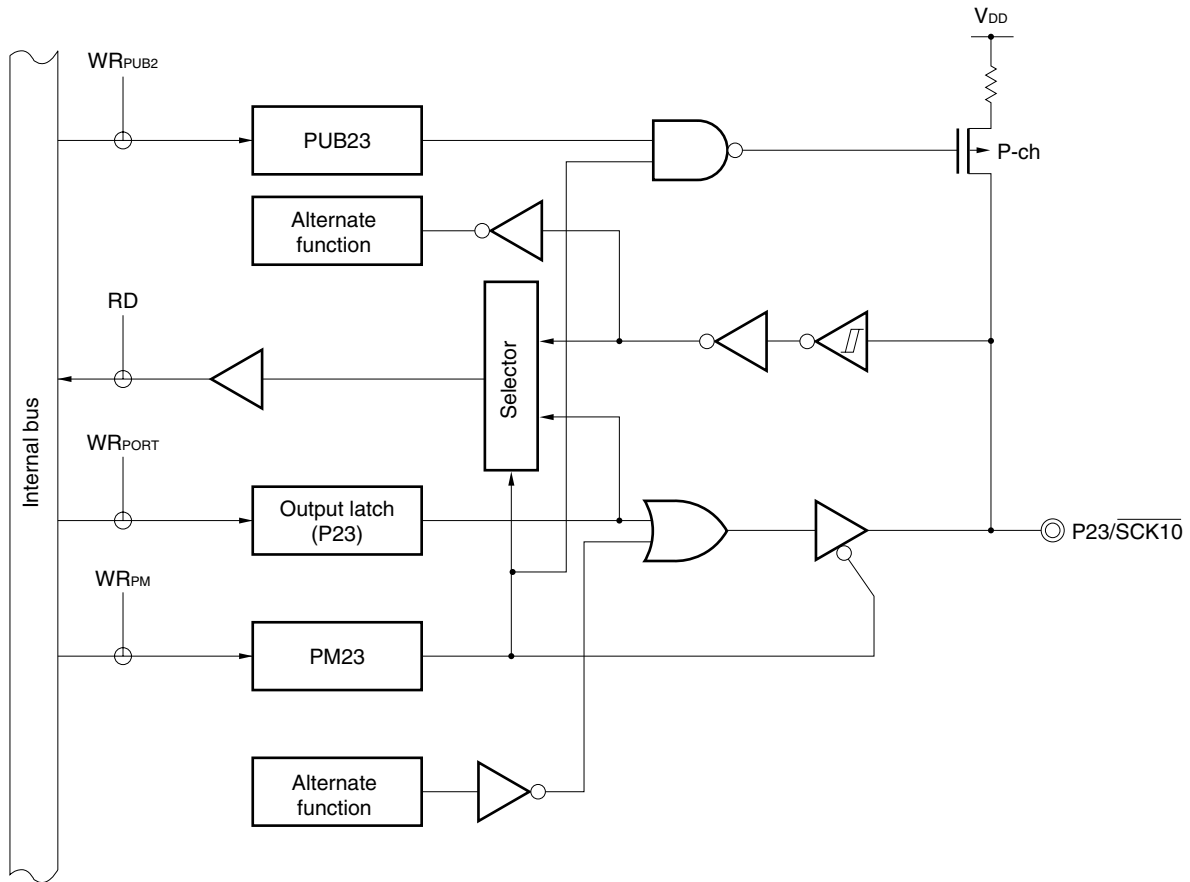 VDD
WRPUB2
PUB23
P-ch
Alternate
function
RD
Selector
Internal bus
WRPORT
Output latch
(P23)
P23/SCK10
WRPM
PM23
Alternate
function